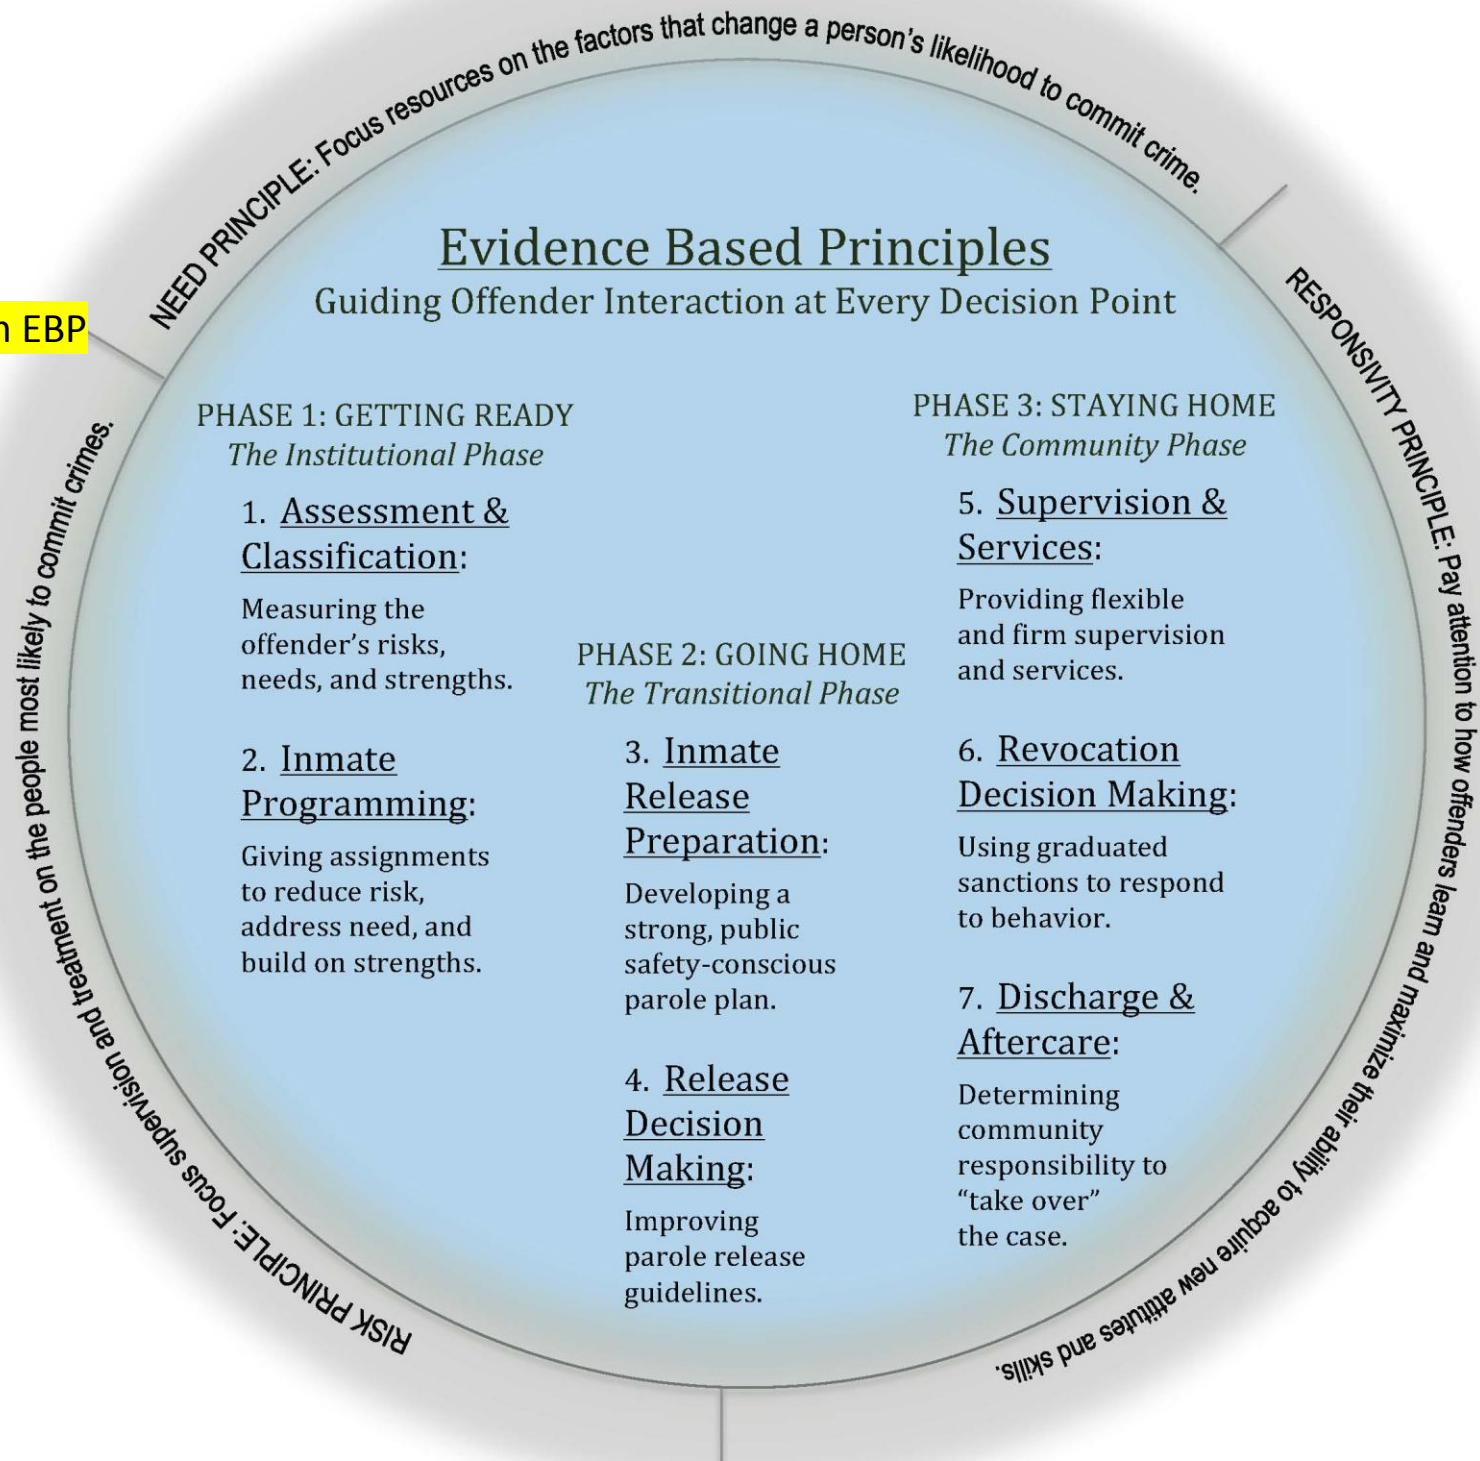 NEED PRINCIPLE: Focus resources on the factors that change a person's likelihood to commit crime.
RESPONSIVITY PRINCIPLE: Pay attention to how offenders learn and maximize their ability to acquire new attitutes and skills.
RISK PRINCIPLE: Focus supervision and treatment on the people most likely to commit crimes.
EBP
Evidence Based Principles
Guiding Offender Interaction at Every Decision Point
PHASE 1: GETTING READY
The Institutional Phase
1. Assessment &
Classification:
Measuring the
offender's risks,
needs, and strengths.
2. Inmate
Programming:
Giving assignments
to reduce risk,
address need, and
build on strengths.
PHASE 2: GOING HOME
The Transitional Phase
3. Inmate
Release
Preparation:
Developing a
strong, public
safety-conscious
parole plan.
4. Release
Decision
Making:
Improving
parole release
guidelines.
PHASE 3: STAYING HOME
The Community Phase
5. Supervision &
Services:
Providing flexible
and firm supervision
and services.
6. Revocation
Decision Making:
Using graduated
sanctions to respond
to behavior.
7. Discharge &
Aftercare:
Determining
community
responsibility to
“take over”
the case.